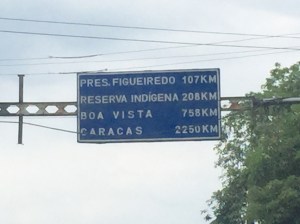 PRES. FIGUEIREDO 107KM
RESERVA INDÍGENA 208KM
BOA VISTA 758KM
CARACAS 2250KM